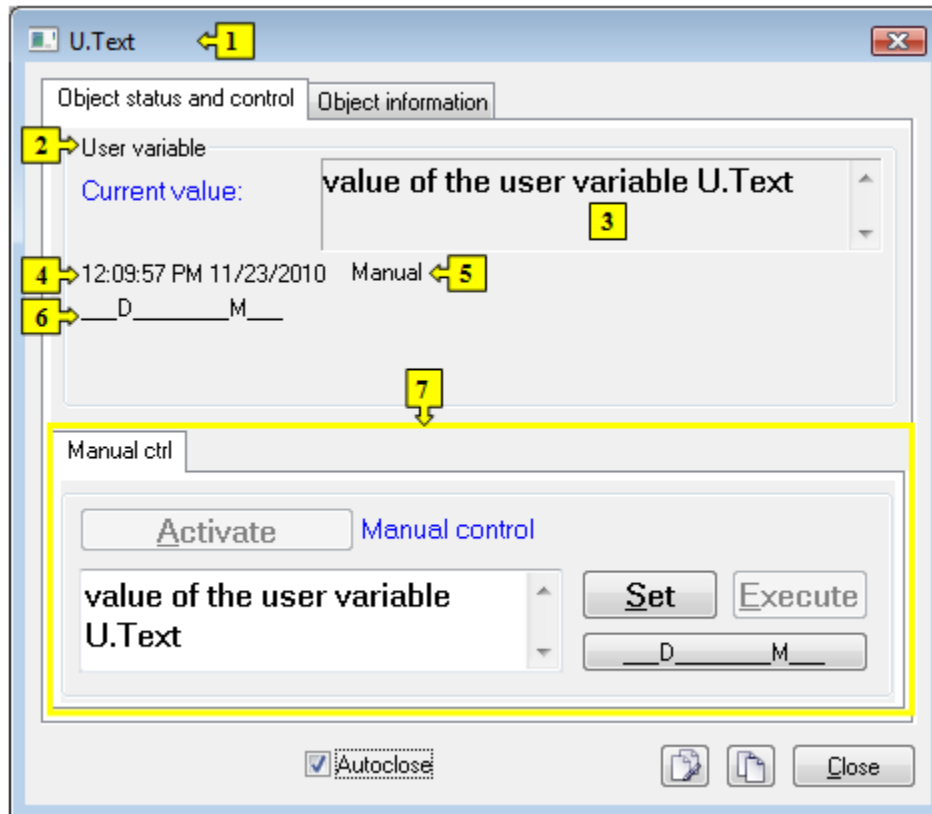 U.Text 1
Object status and control Object information
2 User variable
Current value: value of the user variable U.Text
3
4 12:09:57 PM 11/23/2010 Manual 5
6 ___D________M___
7
Manual ctrl
Activate Manual control
value of the user variable
U.Text
Set Execute
___D________M___
Autoclose Close